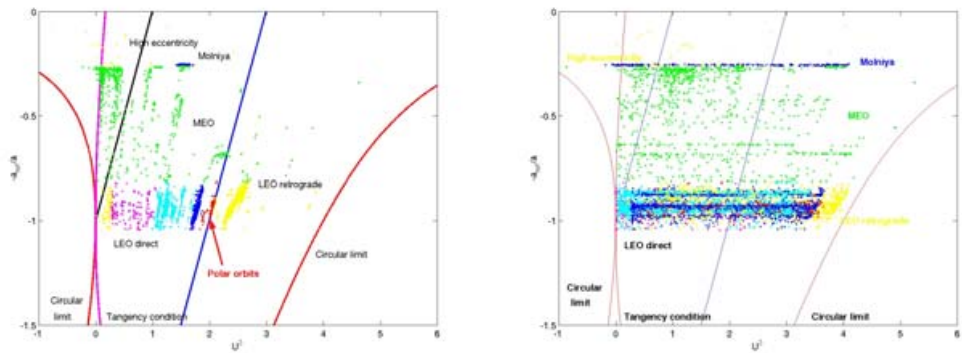 0
High eccentricity
Molniya
MEO
-0.5
-a_ref/a
LEO retrograde
-1
LEO direct
Circular limit
Polar orbits
Circular
limit
Tangency condition
-1.5
-1 0 1 2 3 4 5 6
U²
0
High eccentricity
Molniya
MEO
-0.5
LEO retrograde
-1
LEO direct
Circular
limit
Tangency condition
Circular limit
-1.5
-1 0 1 2 3 4 5 6